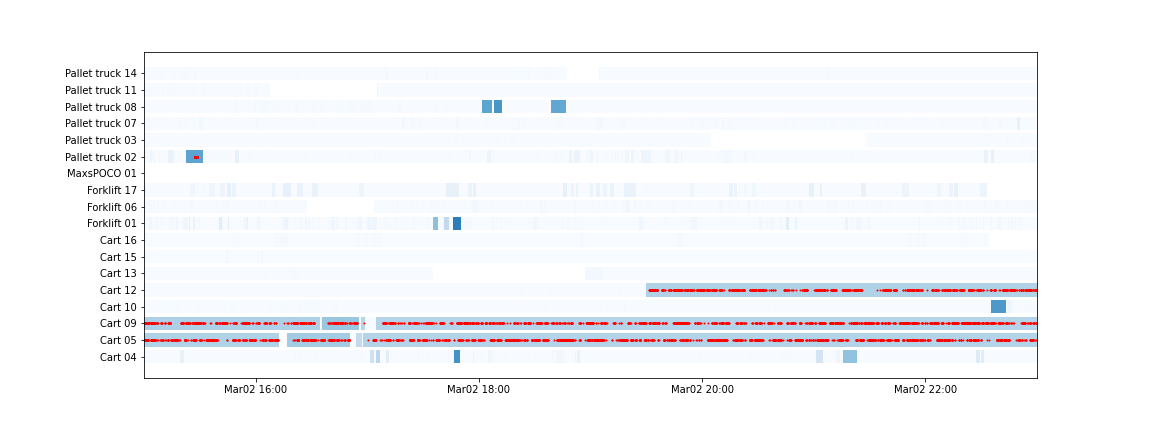 Pallet truck 14
Pallet truck 11
Pallet truck 08
Pallet truck 07
Pallet truck 03
Pallet truck 02
MaxsPOCO 01
Forklift 17
Forklift 06
Forklift 01
Cart 16
Cart 15
Cart 13
Cart 12
Cart 10
Cart 09
Cart 05
Cart 04
Mar02 16:00 Mar02 18:00 Mar02 20:00 Mar02 22:00